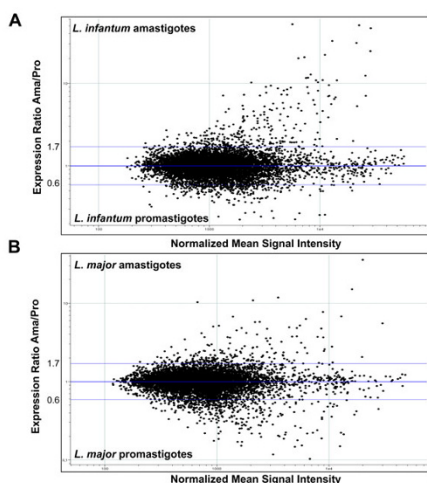 A
L. infantum amastigotes
Expression Ratio Ama/Pro
1.7
0.6
L. infantum promastigotes
Normalized Mean Signal Intensity
B
L. major amastigotes
Expression Ratio Ama/Pro
1.7
0.6
L. major promastigotes
Normalized Mean Signal Intensity